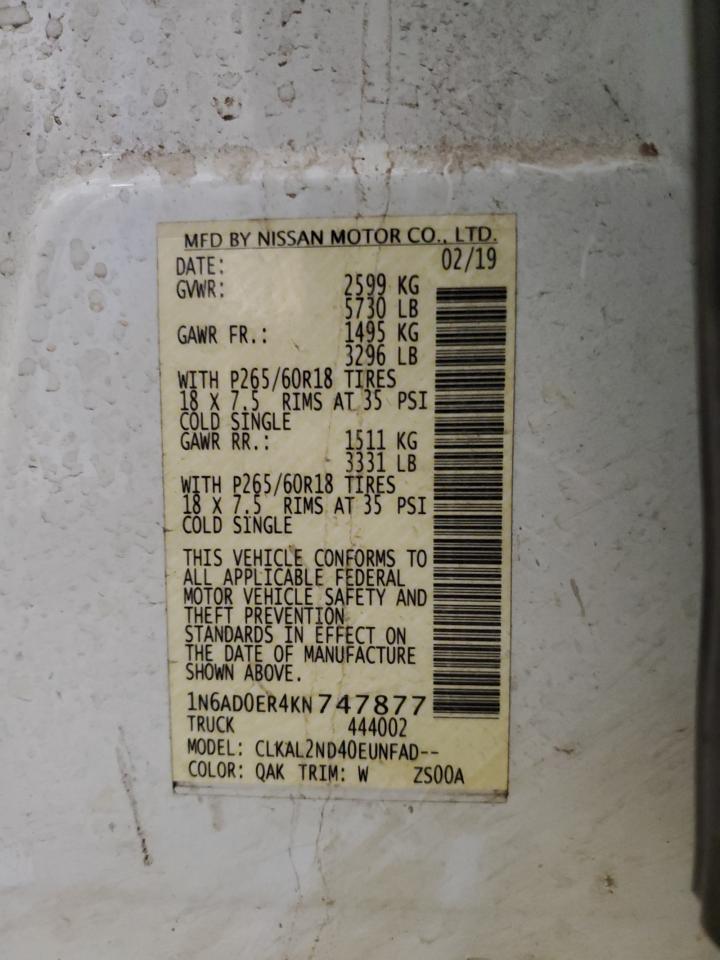 MFD BY NISSAN MOTOR CO., LTD.
DATE: 02/19
GVWR: 2599 KG
5730 LB
GAWR FR.: 1495 KG
3296 LB
WITH P265/60R18 TIRES
18 X 7.5 RIMS AT 35 PSI
COLD SINGLE
GAWR RR.: 1511 KG
3331 LB
WITH P265/60R18 TIRES
18 X 7.5 RIMS AT 35 PSI
COLD SINGLE
THIS VEHICLE CONFORMS TO
ALL APPLICABLE FEDERAL
MOTOR VEHICLE SAFETY AND
THEFT PREVENTION
STANDARDS IN EFFECT ON
THE DATE OF MANUFACTURE
SHOWN ABOVE.
1N6AD0ER4KN747877
TRUCK 444002
MODEL: CLKAL2ND40EUNFAD--
COLOR: QAK TRIM: W ZS00A